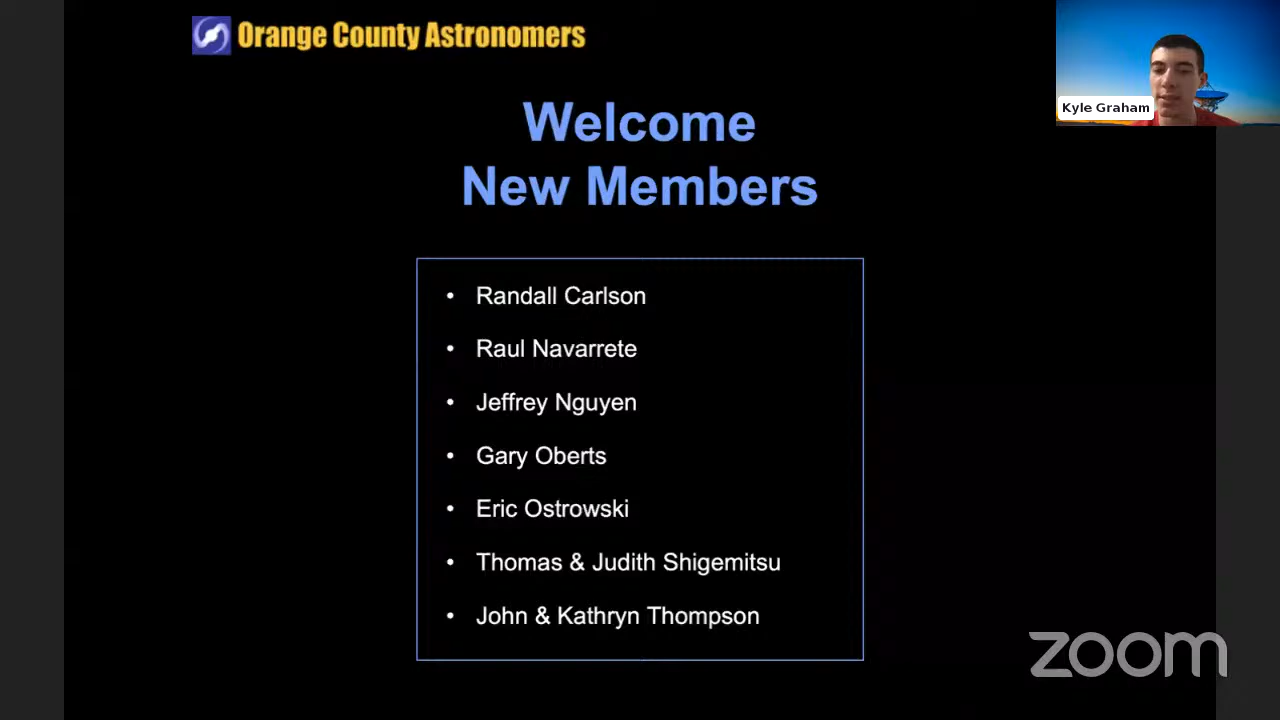 Orange County Astronomers
Kyle Graham
Welcome
New Members
• Randall Carlson
• Raul Navarrete
• Jeffrey Nguyen
• Gary Oberts
• Eric Ostrowski
• Thomas & Judith Shigemitsu
• John & Kathryn Thompson
zoom